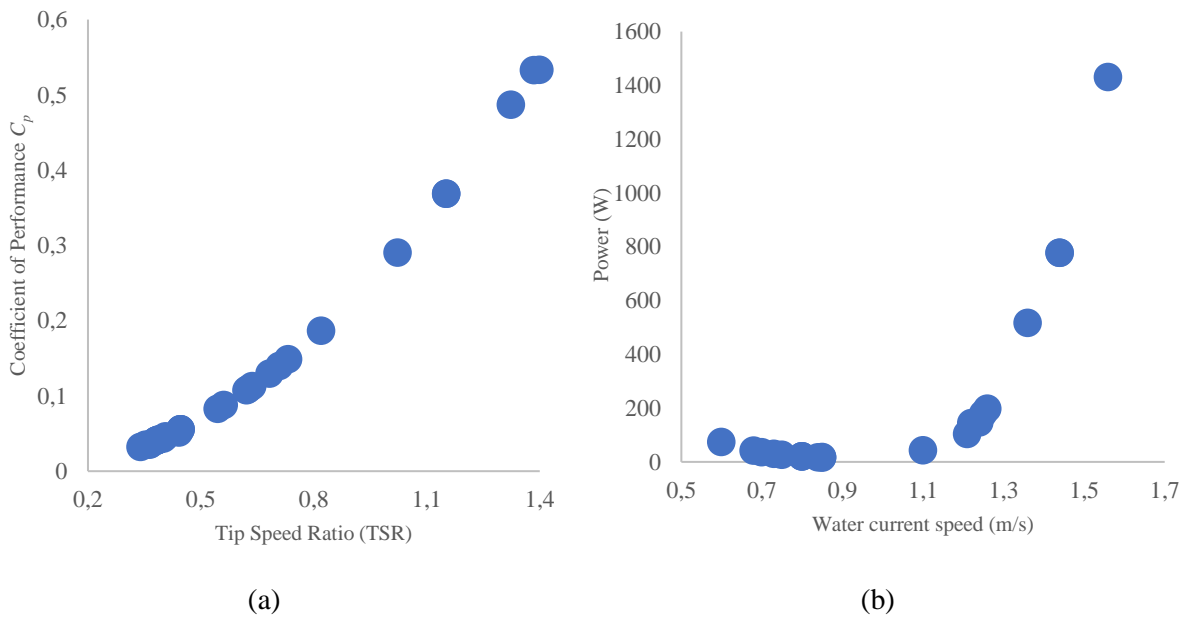 0,6
0,5
0,4
0,3
0,2
0,1
0
Coefficient of Performance Cp
0,2 0,5 0,8 1,1 1,4
Tip Speed Ratio (TSR)
(a)
1600
1400
1200
1000
800
600
400
200
0
Power (W)
0,5 0,7 0,9 1,1 1,3 1,5 1,7
Water current speed (m/s)
(b)